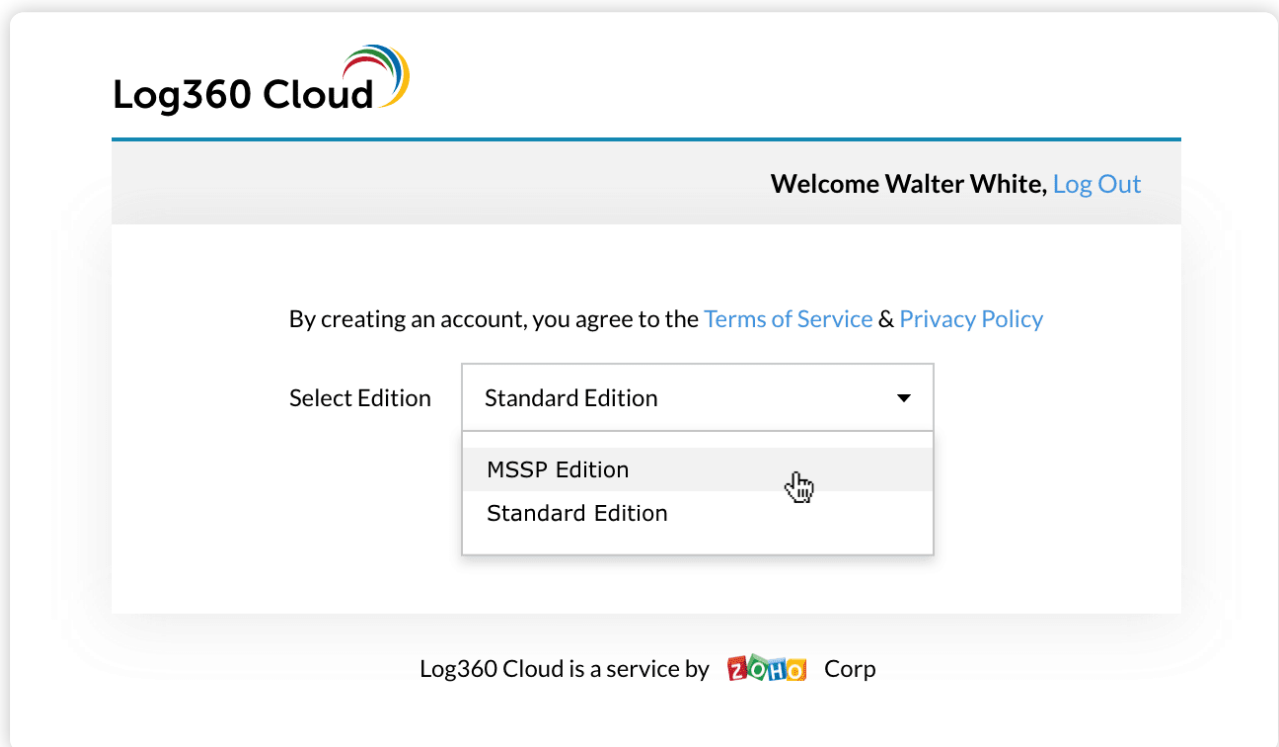 Log360 Cloud
Welcome Walter White, Log Out
By creating an account, you agree to the Terms of Service & Privacy Policy
Select Edition Standard Edition
MSSP Edition
Standard Edition
Log360 Cloud is a service by ZOHO Corp